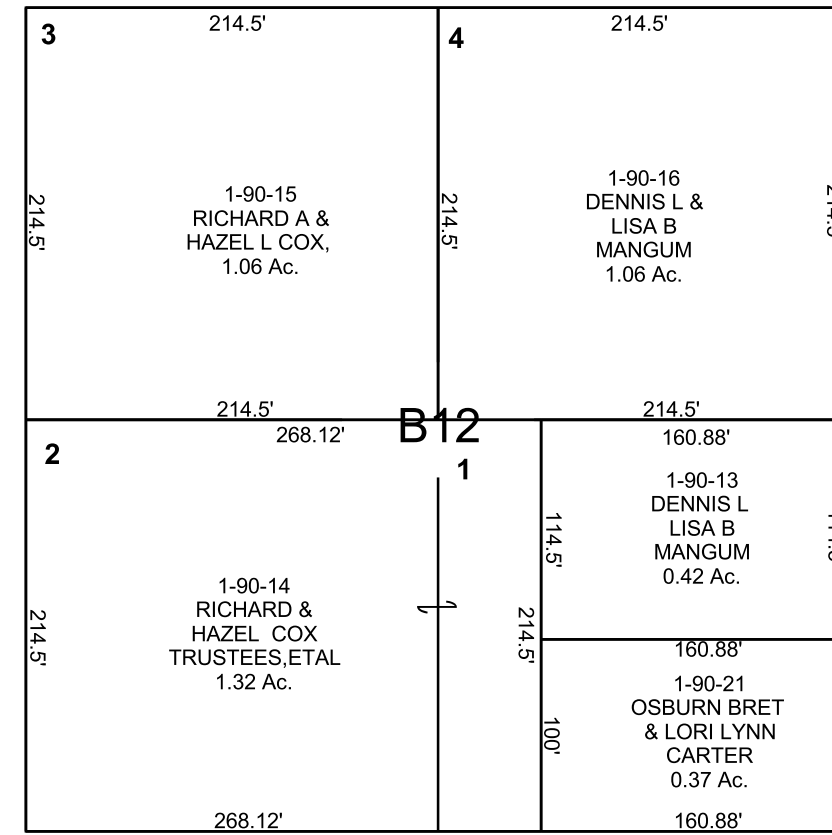 214.5'
214.5'
3
4
1-90-15
RICHARD A &
HAZEL L COX,
1.06 Ac.
1-90-16
DENNIS L &
LISA B
MANGUM
1.06 Ac.
214.5'
214.5'
214.5'
214.5'
B12
268.12'
160.88'
2
1
1-90-13
DENNIS L
LISA B
MANGUM
0.42 Ac.
114.5'
1-90-14
RICHARD &
HAZEL COX
TRUSTEES,ETAL
1.32 Ac.
214.5'
214.5'
160.88'
1-90-21
OSBURN BRET
& LORI LYNN
CARTER
0.37 Ac.
100'
268.12'
160.88'